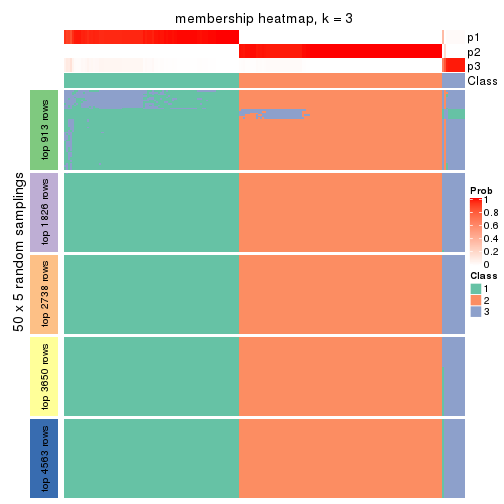 membership heatmap, k = 3
p1
p2
p3
Class
50 x 5 random samplings
top 913 rows
top 1826 rows
top 2738 rows
top 3650 rows
top 4563 rows
Prob
1
0.8
0.6
0.4
0.2
0
Class
1
2
3